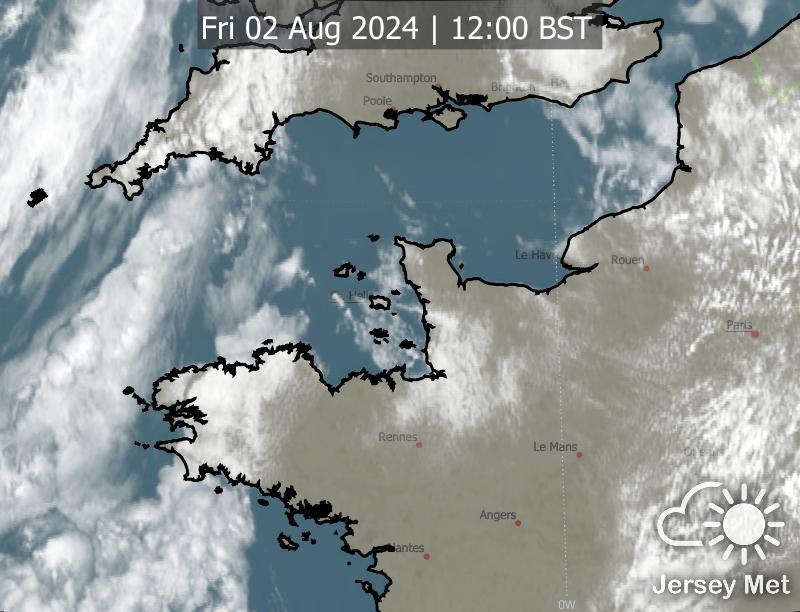 Fri 02 Aug 2024 | 12:00 BST
Southampton
Brighton
Poole
Le Hav
Rouen
Paris
Rennes
Le Mans
Orleans
Angers
Nantes
0W
Jersey Met